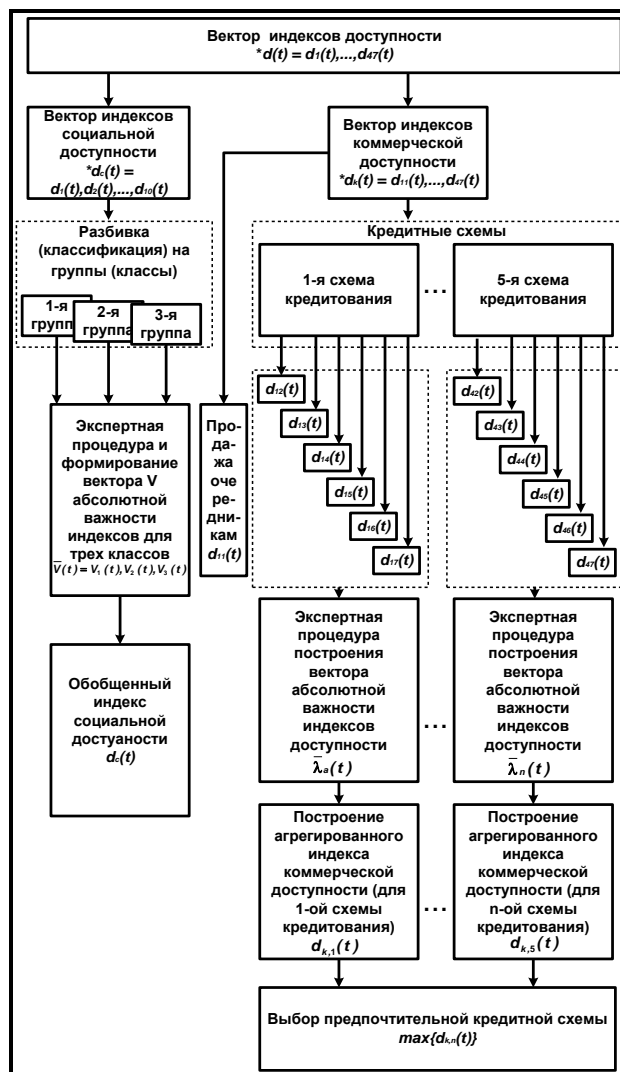 Вектор индексов доступности
*d(t) = d1(t),...,d47(t)
Вектор индексов
социальной
доступности
*dc(t) =
d1(t),d2(t),...,d10(t)
Вектор индексов
коммерческой
доступности
*dk(t) = d11(t),...,d47(t)
Разбивка
(классификация) на
группы (классы)
1-я
групп
2-я
группа
3-я
группа
Кредитные схемы
1-я схема
кредитования
...
5-я схема
кредитования
d12(t)
d13(t)
d14(t)
d15(t)
d16(t)
d17(t)
d42(t)
d43(t)
d44(t)
d45(t)
d46(t)
d47(t)
Экспертная
процедура и
формирование
вектора V
абсолютной
важности
индексов для
трех классов
V̅(t) = V1(t),V2(t),V3(t)
Про-
да-
жа
оче
ред-
ни-
кам
d11(t)
Обобщенный
индекс
социальной
достуаности
dc(t)
Экспертная
процедура
построения
вектора
абсолютной
важности
индексов
доступности
λ̅a(t)
...
Экспертная
процедура
построения
вектора
абсолютной
важности
индексов
доступности
λ̅n(t)
Построение
агрегированного
индекса
коммерческой
доступности (для
1-ой схемы
кредитования)
dk,1(t)
...
Построение
агрегированного
индекса
коммерческой
доступности (для
n-ой схемы
кредитования)
dk,5(t)
Выбор предпочтительной кредитной схемы
max{dk,n(t)}